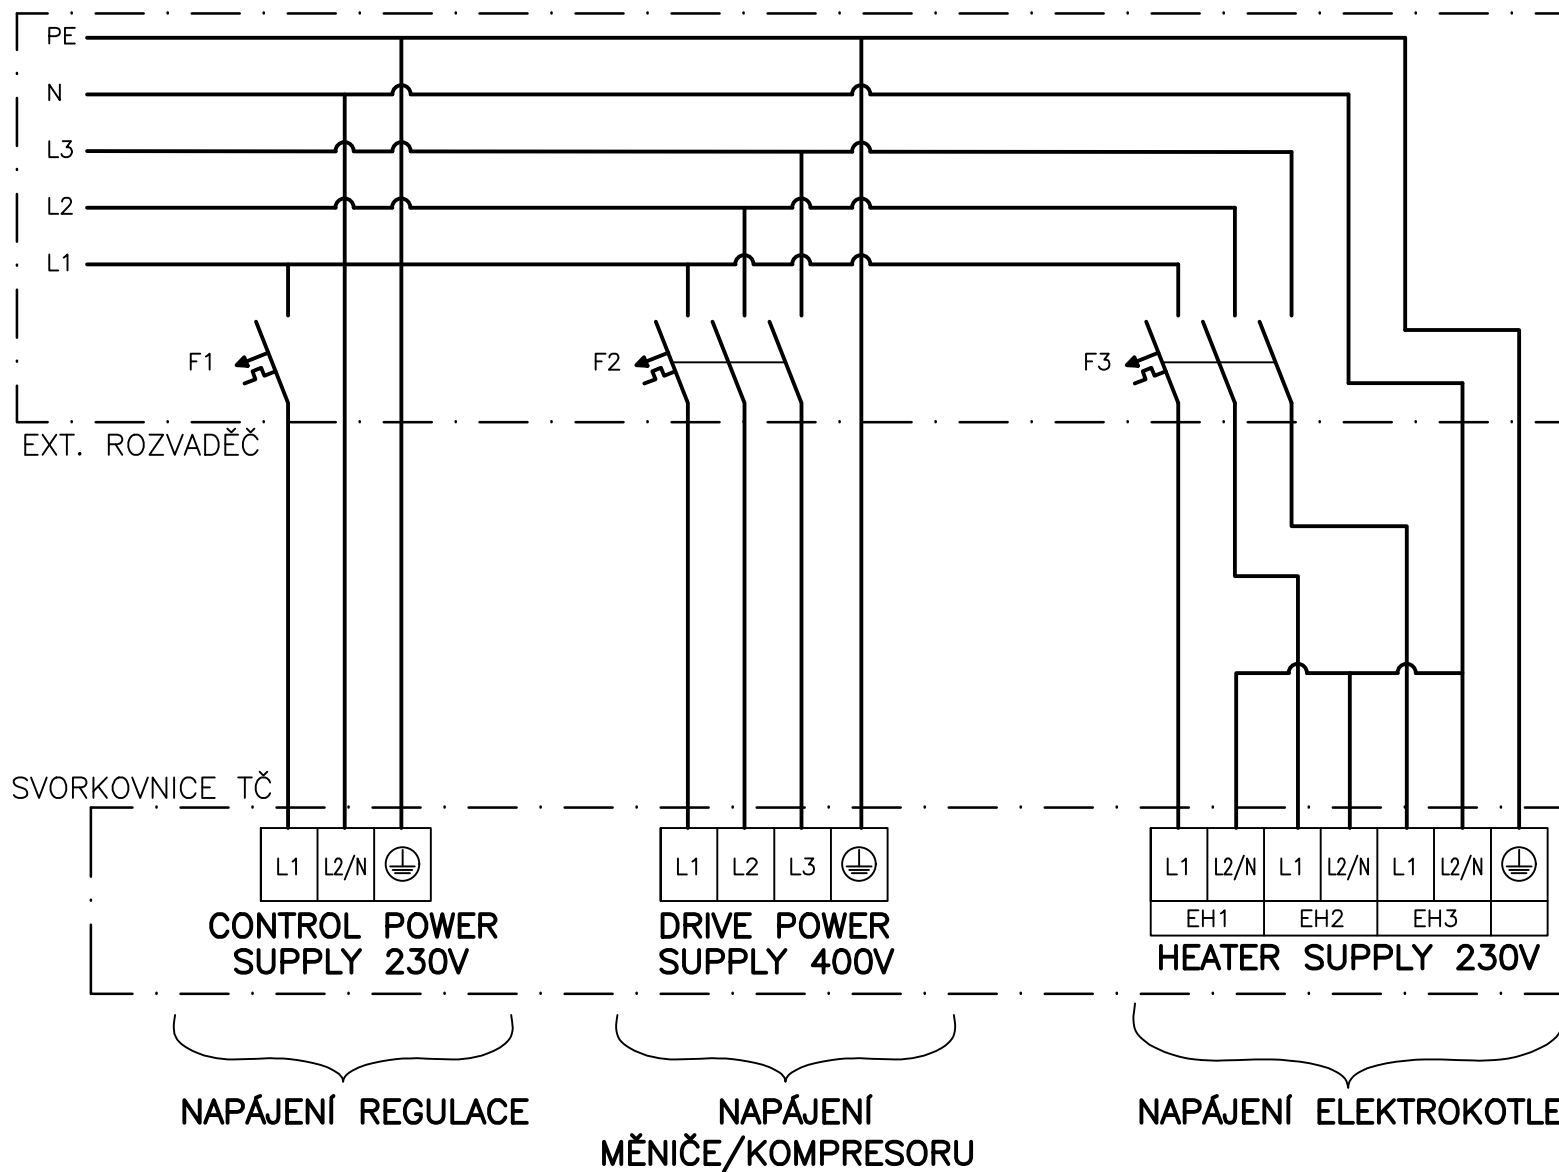 PE
N
L3
L2
L1
F1
F2
F3
EXT. ROZVADĚČ
SVORKOVNICE TČ
L1 L2/N
L1 L2 L3
L1 L2/N L1 L2/N L1 L2/N
EH1 EH2 EH3
CONTROL POWER
SUPPLY 230V
DRIVE POWER
SUPPLY 400V
HEATER SUPPLY 230V
NAPÁJENÍ REGULACE
NAPÁJENÍ
MĚNIČE/KOMPRESORU
NAPÁJENÍ ELEKTROKOTLE